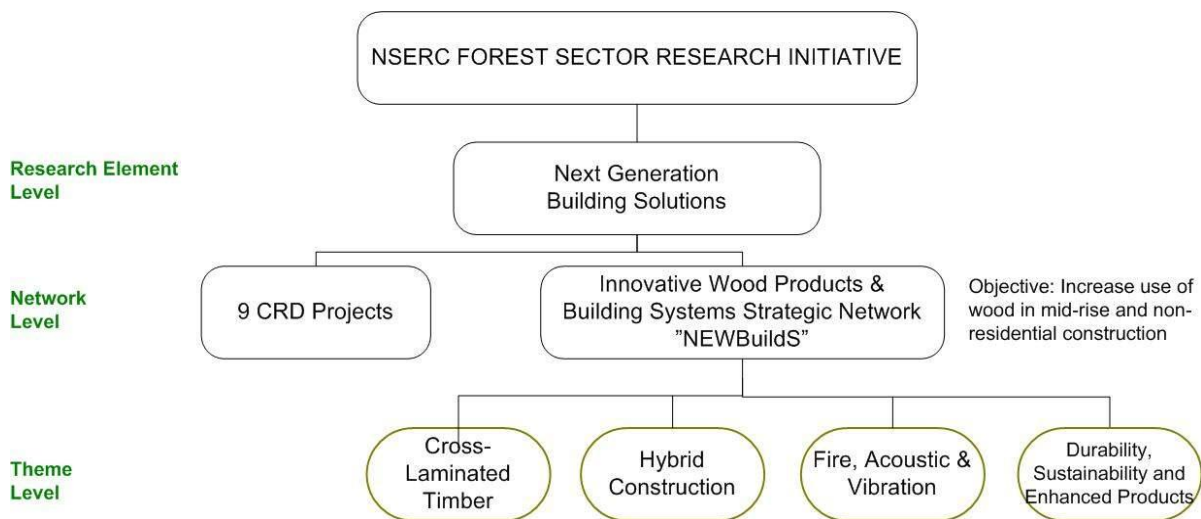 NSERC FOREST SECTOR RESEARCH INITIATIVE
Research Element
Level
Next Generation
Building Solutions
Network
Level
9 CRD Projects
Innovative Wood Products &
Building Systems Strategic Network
”NEWBuildS”
Objective: Increase use of
wood in mid-rise and non-
residential construction
Theme
Level
Cross-
Laminated
Timber
Hybrid
Construction
Fire, Acoustic &
Vibration
Durability,
Sustainability and
Enhanced Products